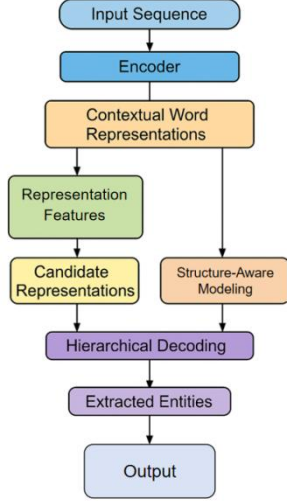 Input Sequence
Encoder
Contextual Word
Representations
Representation
Features
Candidate
Representations
Structure-Aware
Modeling
Hierarchical Decoding
Extracted Entities
Output